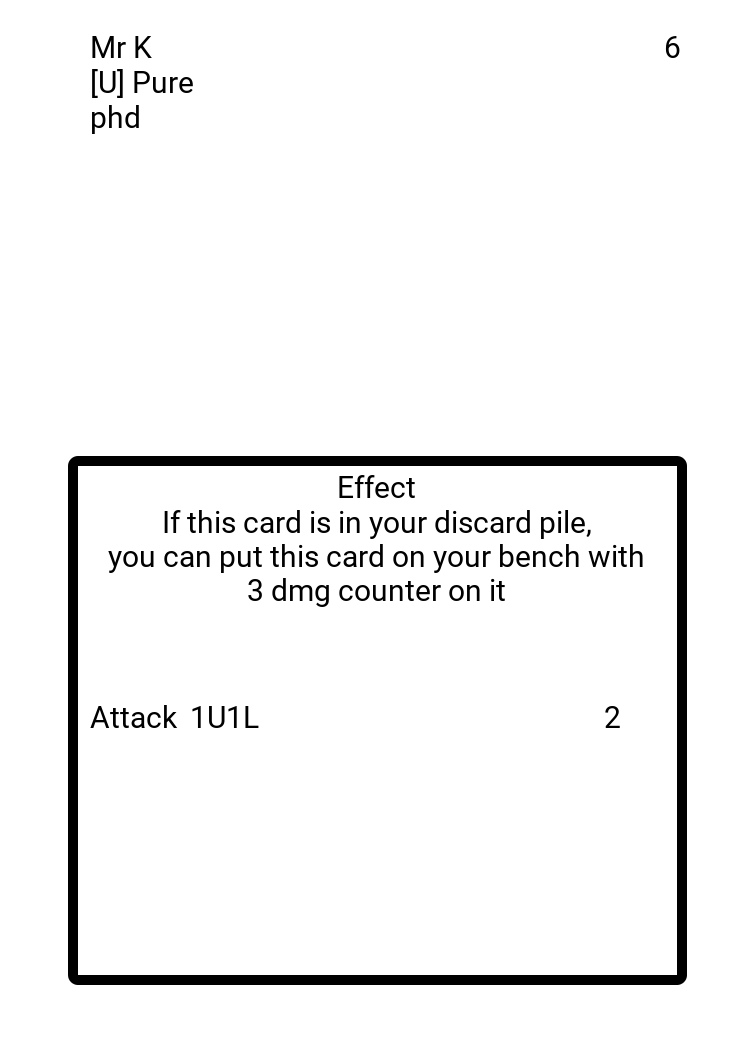 Mr K 6
[U] Pure
phd
Effect
If this card is in your discard pile,
you can put this card on your bench with
3 dmg counter on it
Attack 1U1L 2